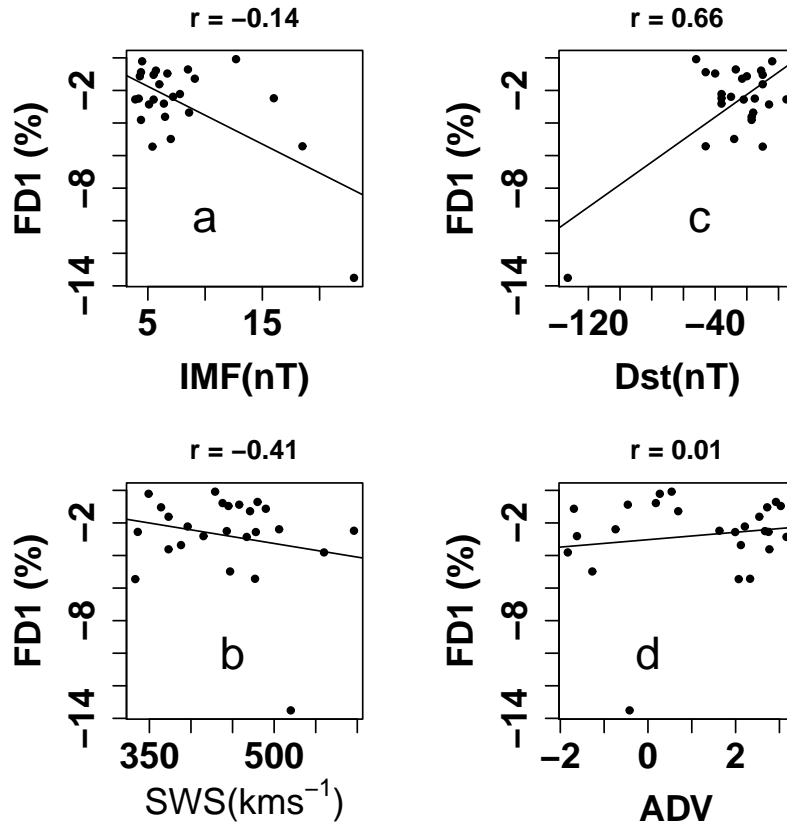 r = −0.14
FD1 (%)
−2
−8
−14
a
5 15
IMF(nT)
r = 0.66
FD1 (%)
−2
−8
−14
c
−120 −40
Dst(nT)
r = −0.41
FD1 (%)
−2
−8
−14
b
350 500
SWS(kms⁻¹)
r = 0.01
FD1 (%)
−2
−8
−14
d
−2 0 2
ADV